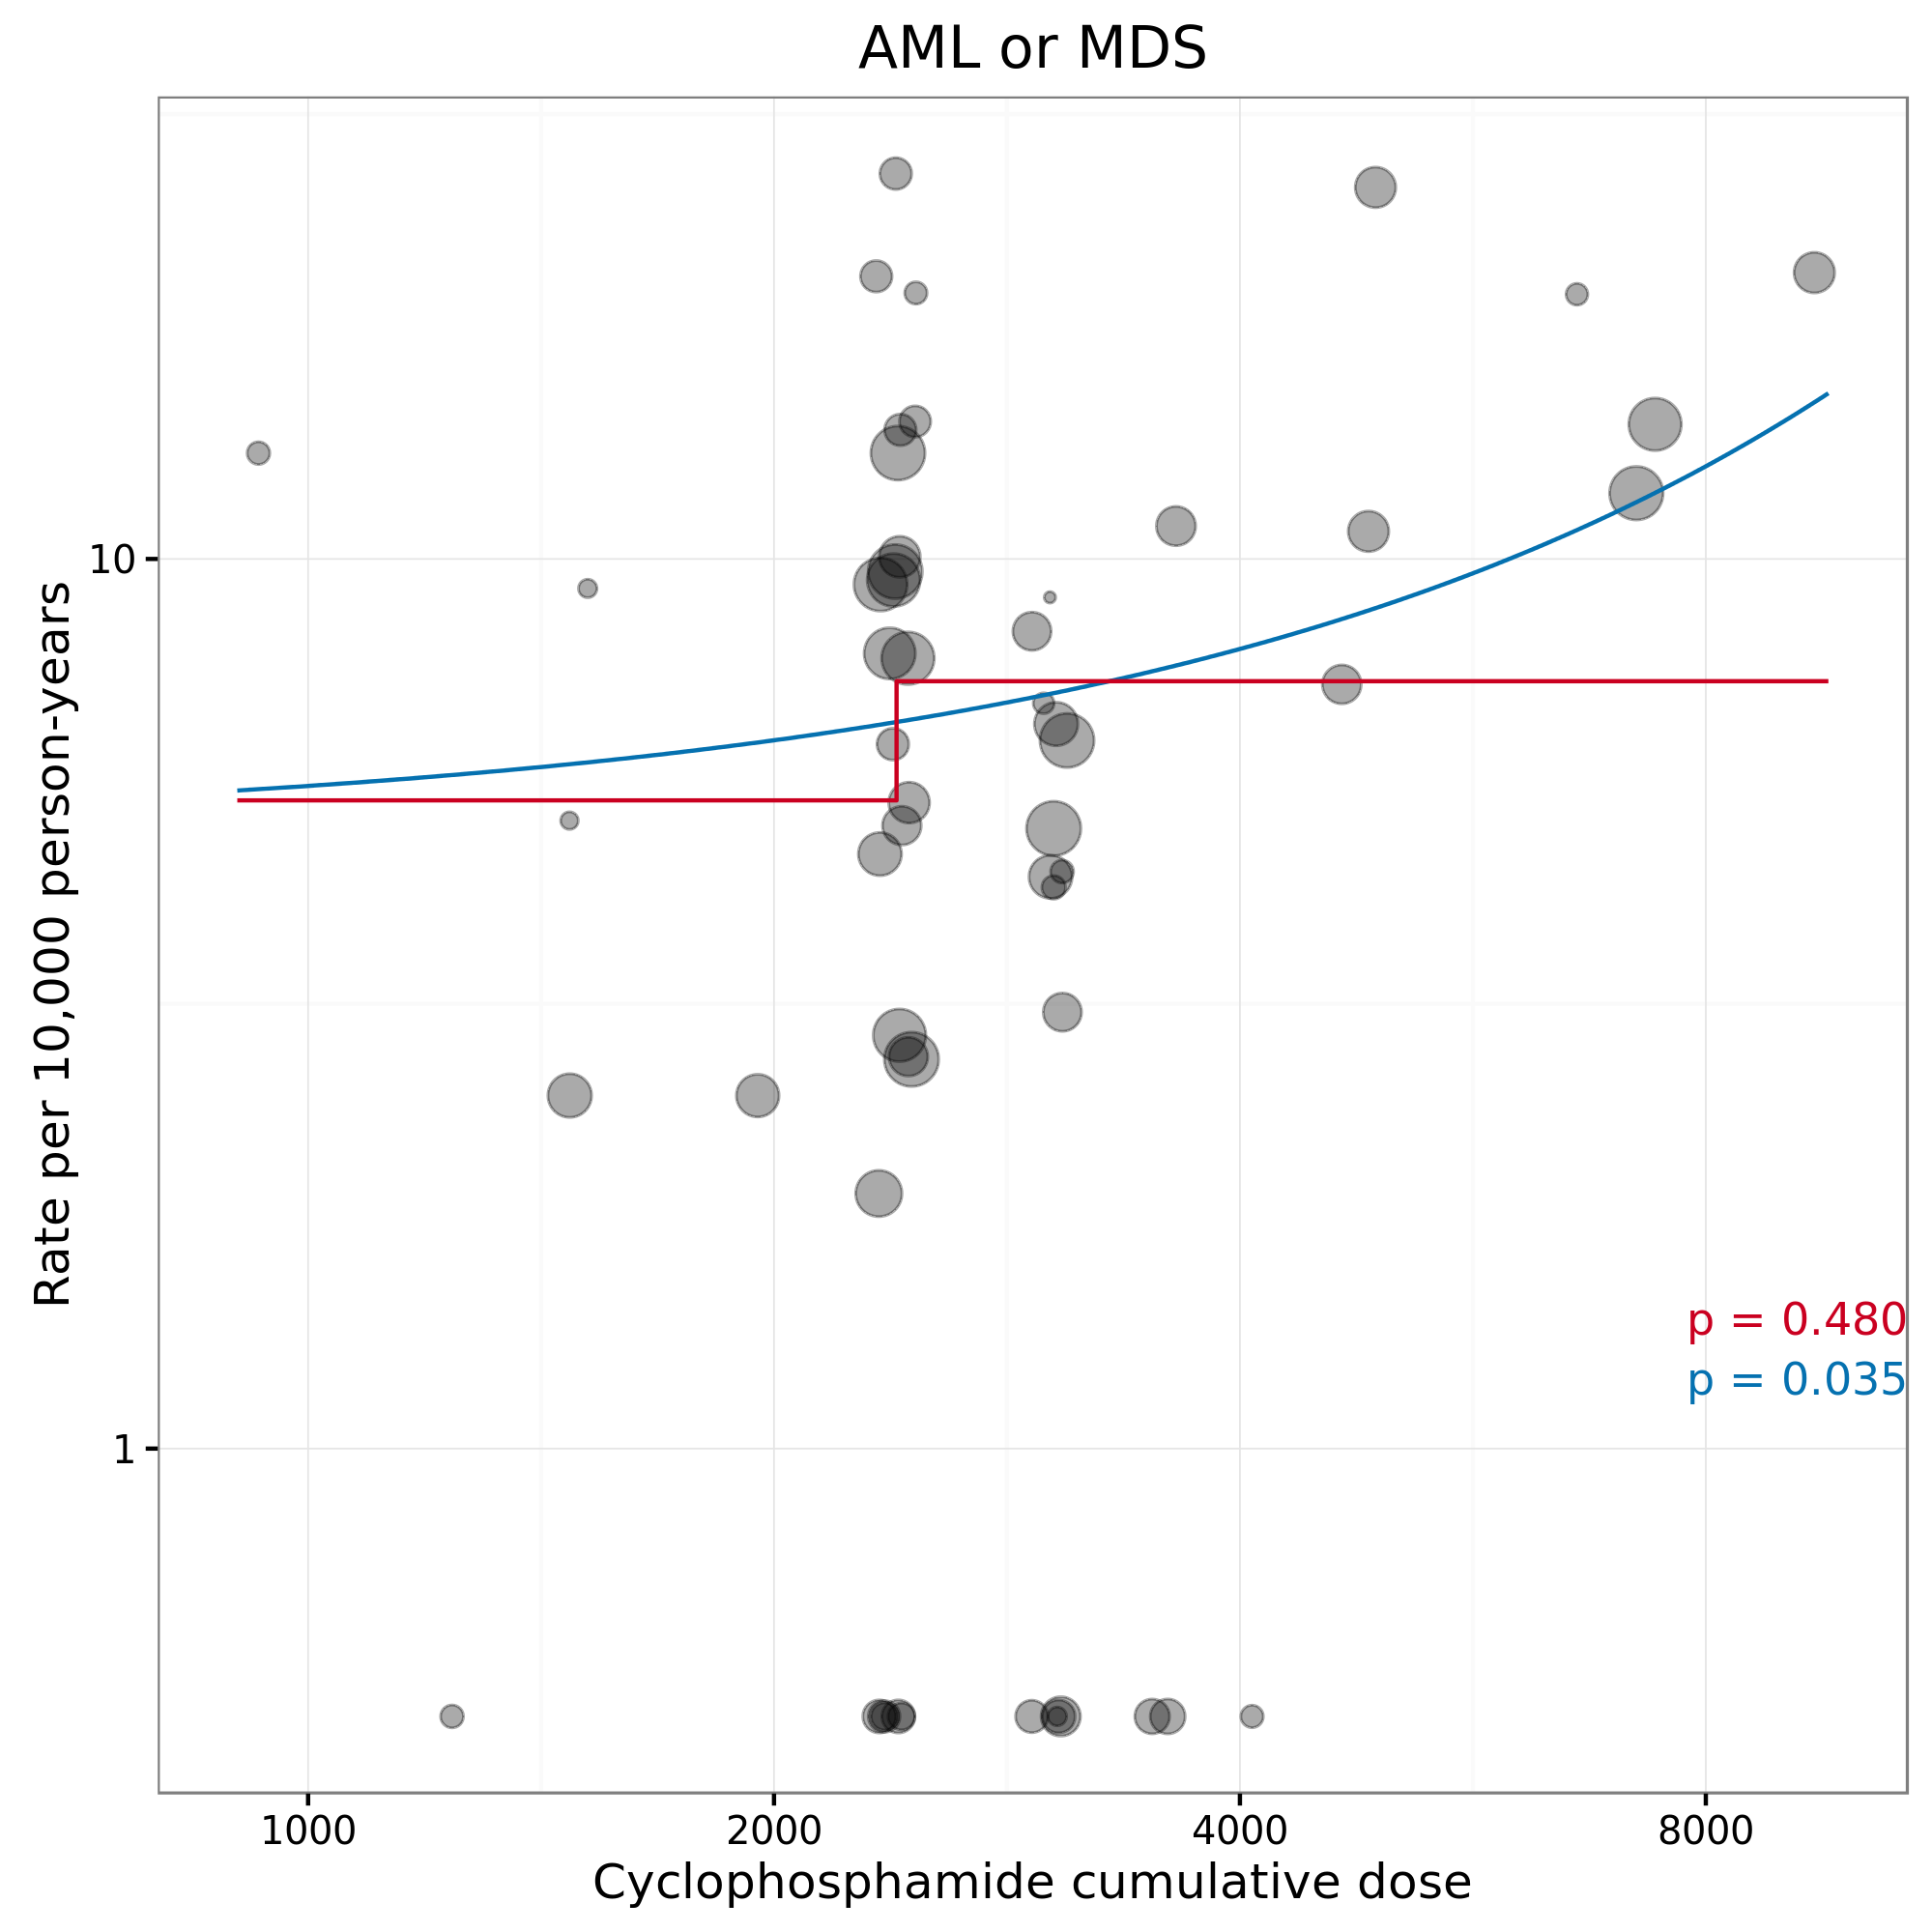 AML or MDS
Rate per 10,000 person-years
10
1
p = 0.480
p = 0.035
1000 2000 4000 8000
Cyclophosphamide cumulative dose